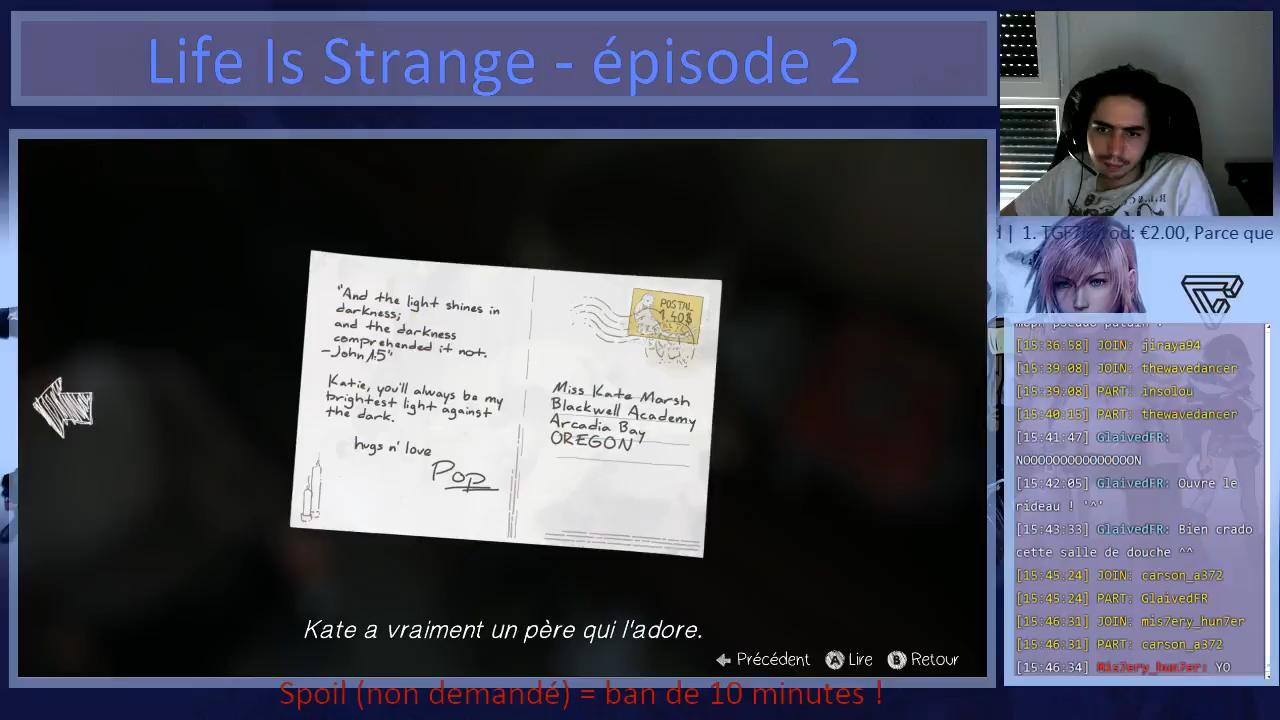 Life Is Strange - épisode 2
"And the light shines in
darkness;
and the darkness
comprehended it not.
-John 1:5"
Katie, you'll always be my
brightest light against
the dark.
hugs n' love
POP
POSTAL
1.40$
Miss Kate Marsh
Blackwell Academy
Arcadia Bay
OREGON
Kate a vraiment un père qui l'adore.
Précédent
A Lire
B Retour
Spoil (non demandé) = ban de 10 minutes !
€2.00, Parce que
[15:36:58] JOIN: jiraya94
[15:39:08] JOIN: thewavedancer
[15:39:08] PART: insolou
[15:40:15] PART: thewavedancer
[15:41:47] GlaivedFR:
NOOOOOOOOOOOOOOON
[15:42:05] GlaivedFR: Ouvre le
rideau ! '^'
[15:43:33] GlaivedFR: Bien crado
cette salle de douche ^^
[15:45:24] JOIN: carson_a372
[15:45:24] PART: GlaivedFR
[15:46:31] JOIN: mis7ery_hun7er
[15:46:31] PART: carson_a372
[15:46:34] Mis7ery_hun7er: YO